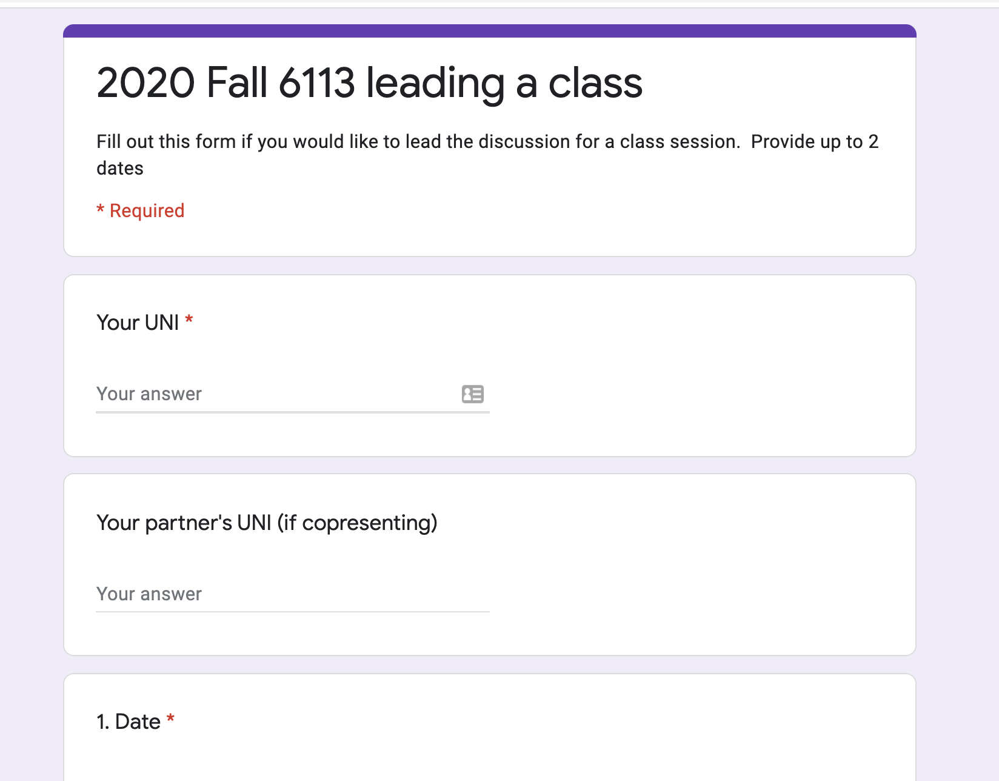 2020 Fall 6113 leading a class
Fill out this form if you would like to lead the discussion for a class session.  Provide up to 2
dates
* Required
Your UNI *
Your answer
Your partner's UNI (if copresenting)
Your answer
1. Date *